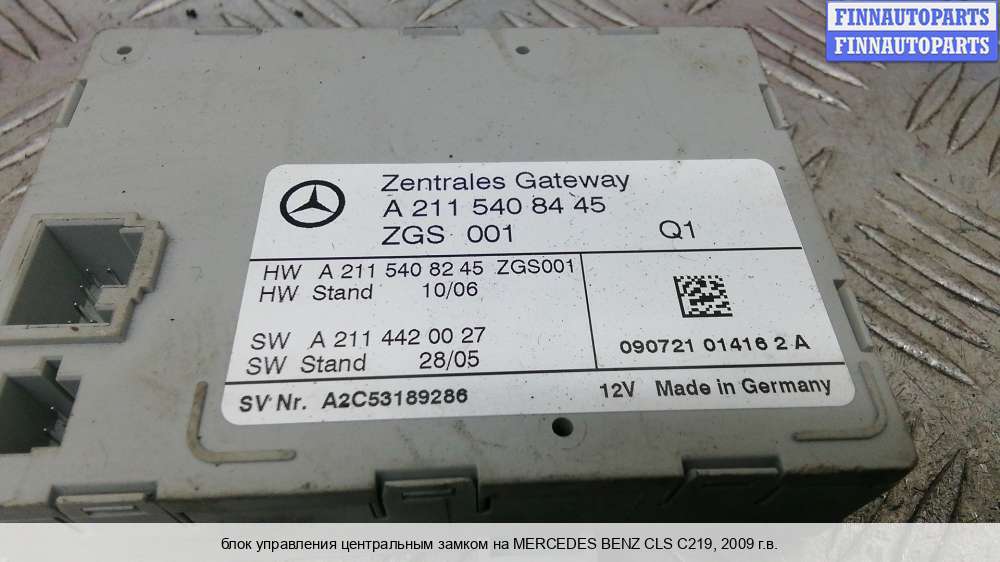 FINNAUTOPARTS
FINNAUTOPARTS
Zentrales Gateway
A 211 540 84 45
ZGS 001 Q1
HW A 211 540 82 45 ZGS001
HW Stand 10/06
SW A 211 442 00 27
SW Stand 28/05
090721 01416 2 A
SV Nr. A2C53189286
12V Made in Germany
блок управления центральным замком на MERCEDES BENZ CLS C219, 2009 г.в.